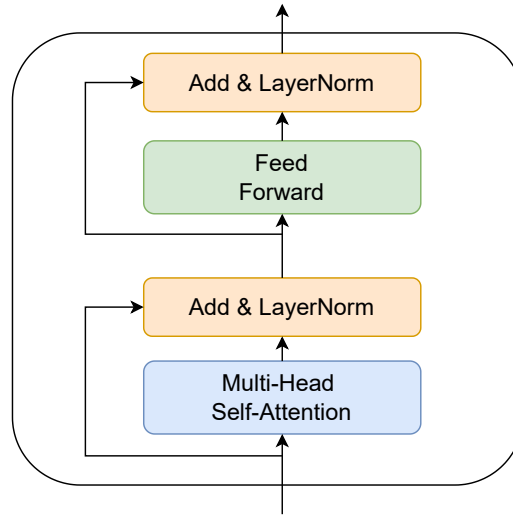 Add & LayerNorm
Feed
Forward
Add & LayerNorm
Multi-Head
Self-Attention